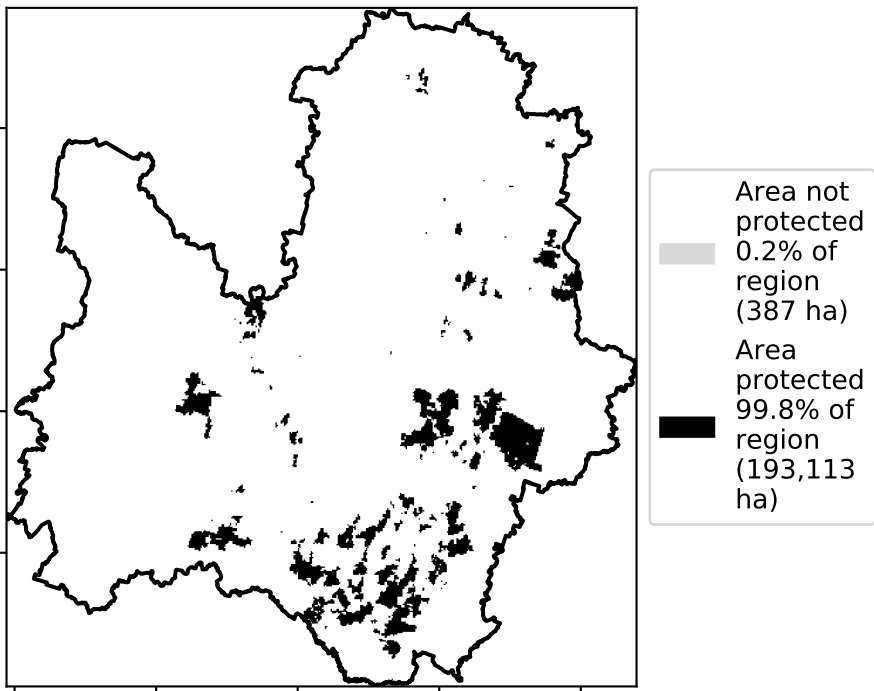 Area not
protected
0.2% of
region
(387 ha)
Area
protected
99.8% of
region
(193,113
ha)